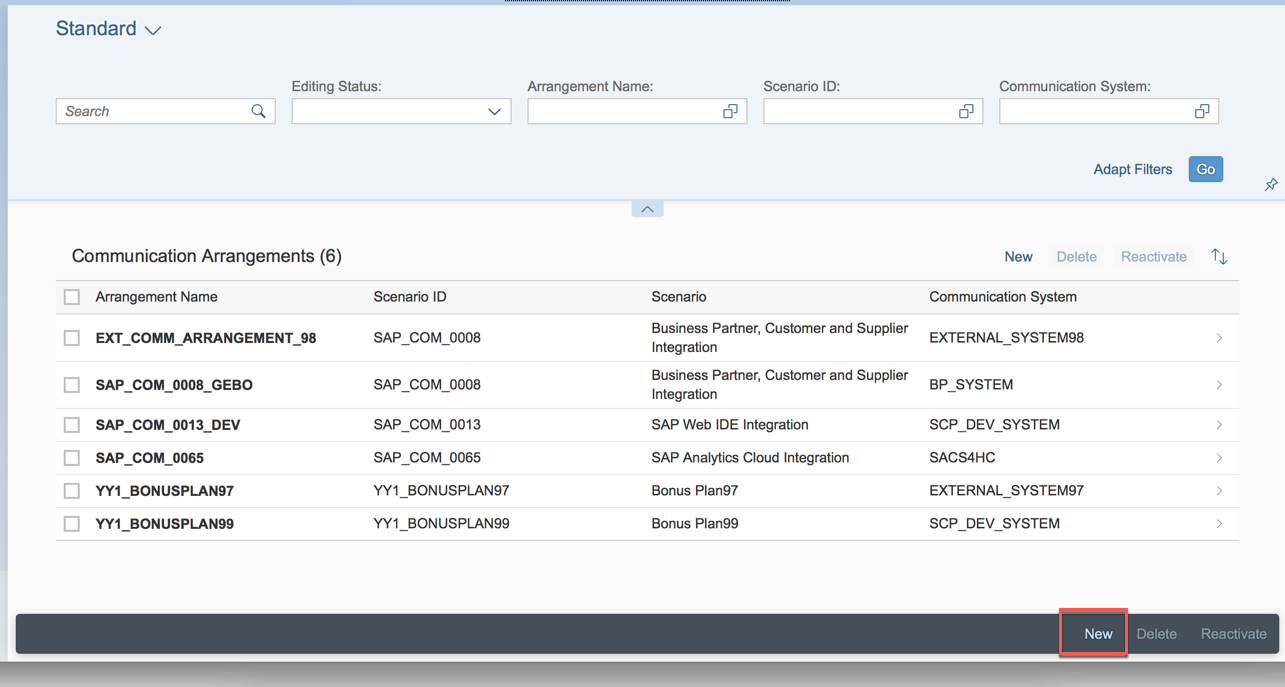 Standard
Editing Status: Arrangement Name: Scenario ID: Communication System:
Search
Adapt Filters Go
Communication Arrangements (6) New Delete Reactivate
Arrangement Name Scenario ID Scenario Communication System
EXT_COMM_ARRANGEMENT_98 SAP_COM_0008 Business Partner, Customer and Supplier EXTERNAL_SYSTEM98
Integration
SAP_COM_0008_GEBO SAP_COM_0008 Business Partner, Customer and Supplier BP_SYSTEM
Integration
SAP_COM_0013_DEV SAP_COM_0013 SAP Web IDE Integration SCP_DEV_SYSTEM
SAP_COM_0065 SAP_COM_0065 SAP Analytics Cloud Integration SACS4HC
YY1_BONUSPLAN97 YY1_BONUSPLAN97 Bonus Plan97 EXTERNAL_SYSTEM97
YY1_BONUSPLAN99 YY1_BONUSPLAN99 Bonus Plan99 SCP_DEV_SYSTEM
New Delete Reactivate